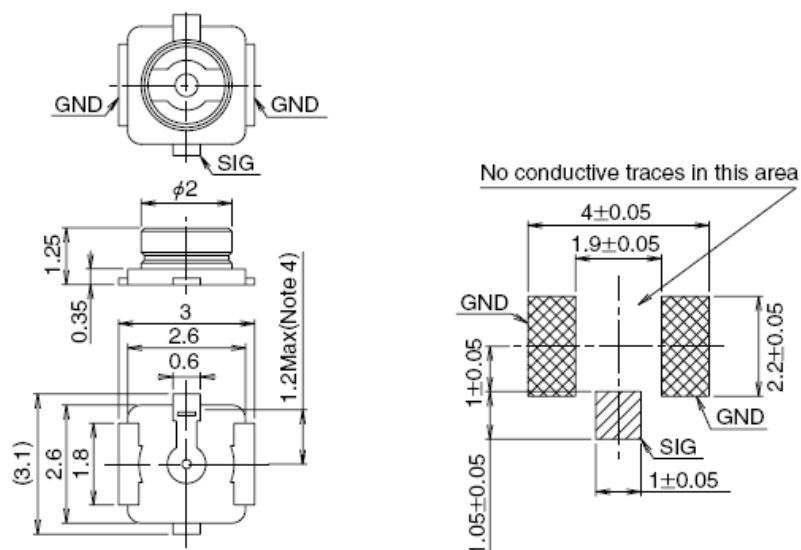 GND
GND
SIG
ϕ2
1.25
0.35
3
2.6
0.6
1.2Max(Note 4)
(3.1)
2.6
1.8
No conductive traces in this area
4±0.05
1.9±0.05
GND
1±0.05
2.2±0.05
GND
SIG
1±0.05
1.05±0.05